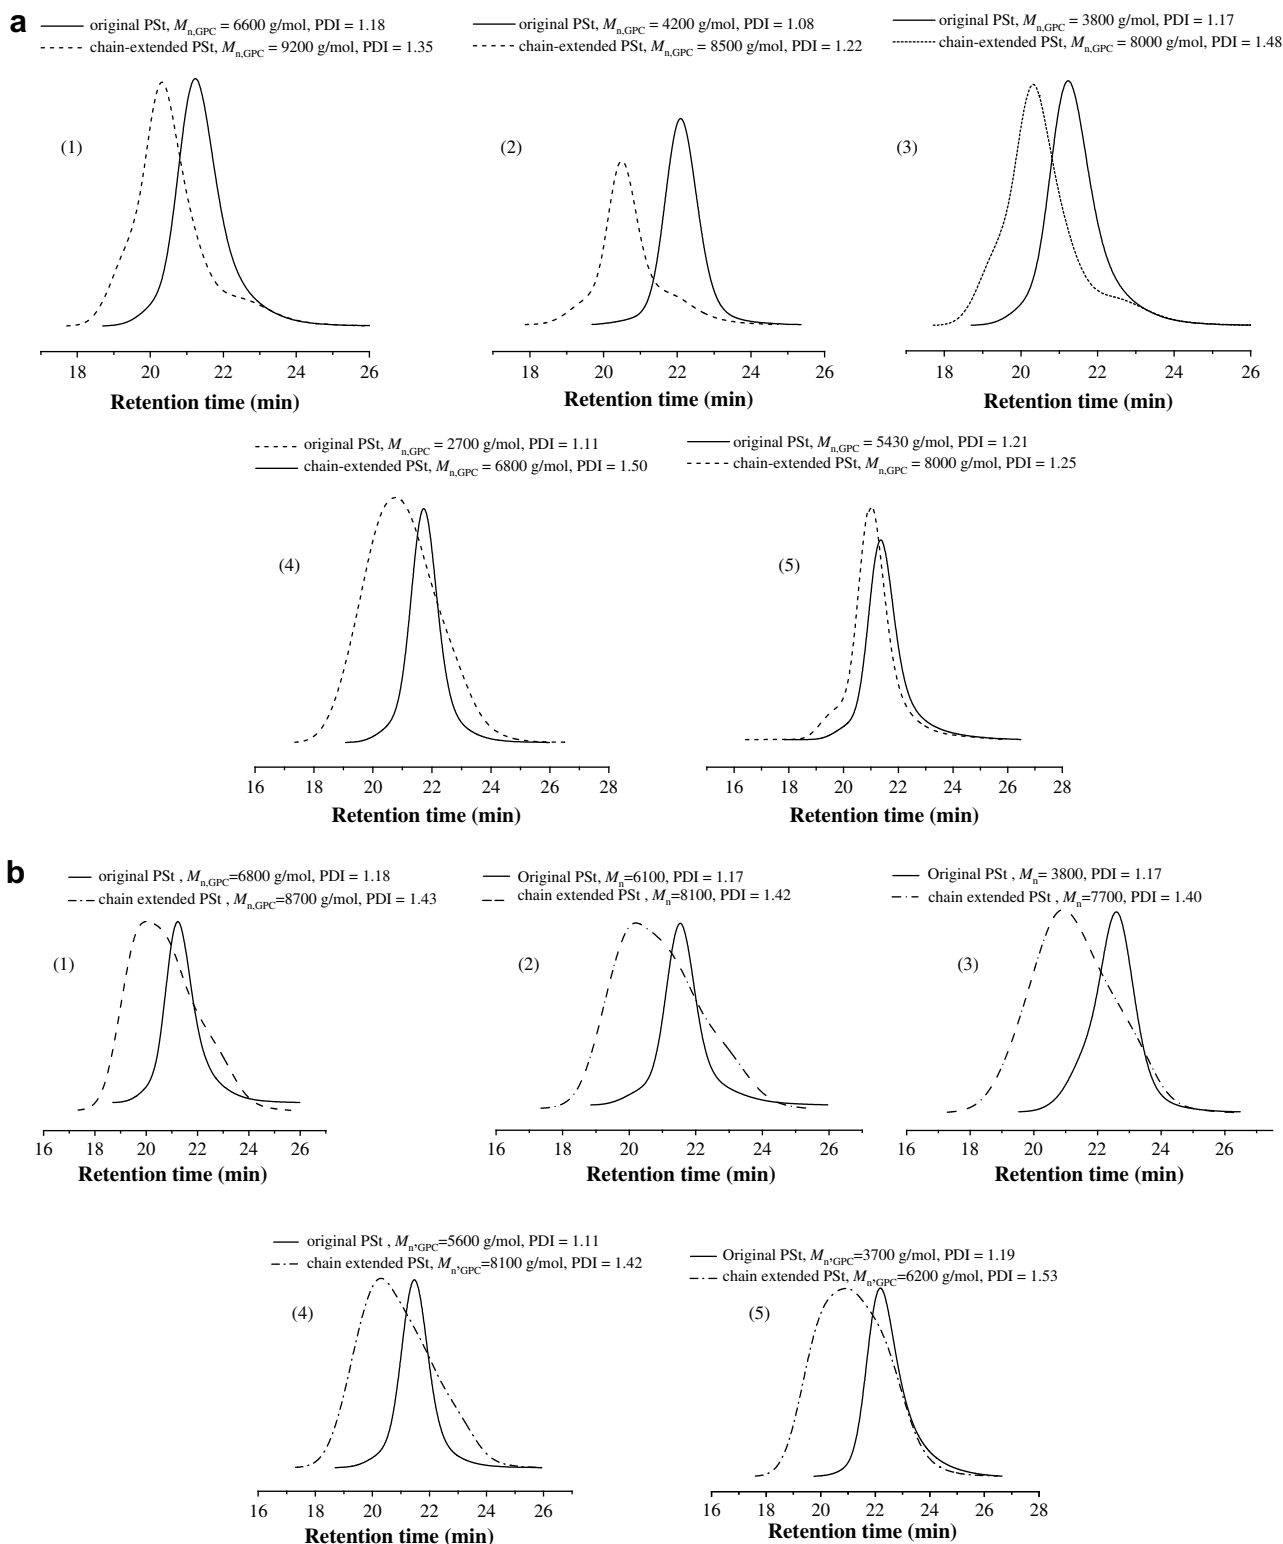 a
original PSt, Mn,GPC = 6600 g/mol, PDI = 1.18
chain-extended PSt, Mn,GPC = 9200 g/mol, PDI = 1.35
original PSt, Mn,GPC = 4200 g/mol, PDI = 1.08
chain-extended PSt, Mn,GPC = 8500 g/mol, PDI = 1.22
original PSt, Mn,GPC = 3800 g/mol, PDI = 1.17
chain-extended PSt, Mn,GPC = 8000 g/mol, PDI = 1.48
(1)
(2)
(3)
18 20 22 24 26
18 20 22 24 26
18 20 22 24 26
Retention time (min)
Retention time (min)
Retention time (min)
original PSt, Mn,GPC = 2700 g/mol, PDI = 1.11
chain-extended PSt, Mn,GPC = 6800 g/mol, PDI = 1.50
original PSt, Mn,GPC = 5430 g/mol, PDI = 1.21
chain-extended PSt, Mn,GPC = 8000 g/mol, PDI = 1.25
(4)
(5)
16 18 20 22 24 26 28
16 18 20 22 24 26 28
Retention time (min)
Retention time (min)
b
original PSt , Mn,GPC=6800 g/mol, PDI = 1.18
chain extended PSt , Mn,GPC=8700 g/mol, PDI = 1.43
Original PSt, Mn=6100, PDI = 1.17
chain extended PSt , Mn=8100, PDI = 1.42
Original PSt , Mn= 3800, PDI = 1.17
chain extended PSt , Mn=7700, PDI = 1.40
(1)
(2)
(3)
16 18 20 22 24 26
16 18 20 22 24 26
16 18 20 22 24 26
Retention time (min)
Retention time (min)
Retention time (min)
original PSt , Mn,GPC=5600 g/mol, PDI = 1.11
chain extended PSt, Mn,GPC=8100 g/mol, PDI = 1.42
Original PSt, Mn,GPC=3700 g/mol, PDI = 1.19
chain extended PSt, Mn,GPC=6200 g/mol, PDI = 1.53
(4)
(5)
16 18 20 22 24 26
16 18 20 22 24 26 28
Retention time (min)
Retention time (min)